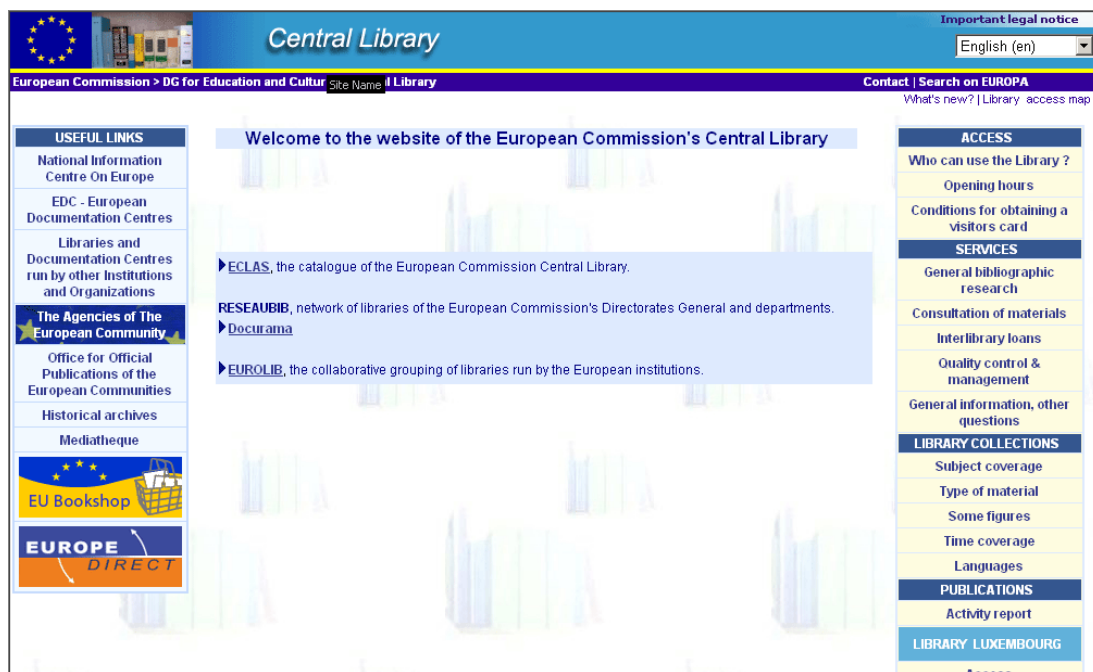 Important legal notice
Central Library
English (en)
European Commission > DG for Education and Cultur Site Name l Library
Contact | Search on EUROPA
What's new? | Library access map
USEFUL LINKS
National Information
Centre On Europe
EDC - European
Documentation Centres
Libraries and
Documentation Centres
run by other Institutions
and Organizations
The Agencies of The
European Community
Office for Official
Publications of the
European Communities
Historical archives
Mediatheque
EU Bookshop
EUROPE
DIRECT
Welcome to the website of the European Commission's Central Library
ECLAS, the catalogue of the European Commission Central Library.
RESEAUBIB, network of libraries of the European Commission's Directorates General and departments.
Docurama
EUROLIB, the collaborative grouping of libraries run by the European institutions.
ACCESS
Who can use the Library ?
Opening hours
Conditions for obtaining a
visitors card
SERVICES
General bibliographic
research
Consultation of materials
Interlibrary loans
Quality control &
management
General information, other
questions
LIBRARY COLLECTIONS
Subject coverage
Type of material
Some figures
Time coverage
Languages
PUBLICATIONS
Activity report
LIBRARY LUXEMBOURG